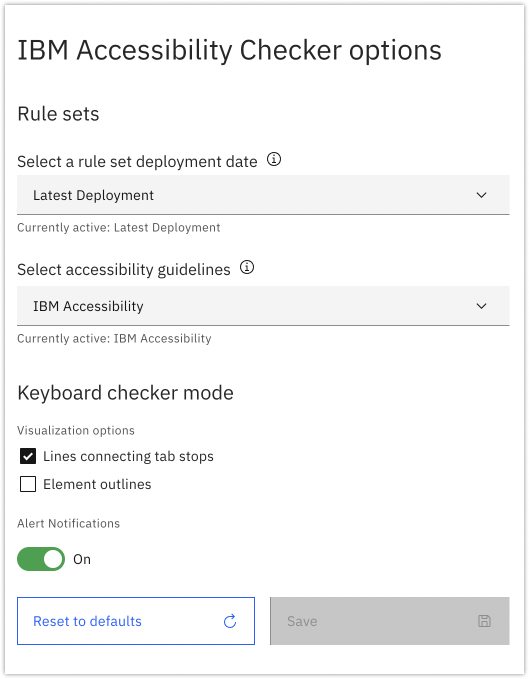 IBM Accessibility Checker options
Rule sets
Select a rule set deployment date
Latest Deployment
Currently active: Latest Deployment
Select accessibility guidelines
IBM Accessibility
Currently active: IBM Accessibility
Keyboard checker mode
Visualization options
Lines connecting tab stops
Element outlines
Alert Notifications
On
Reset to defaults
Save